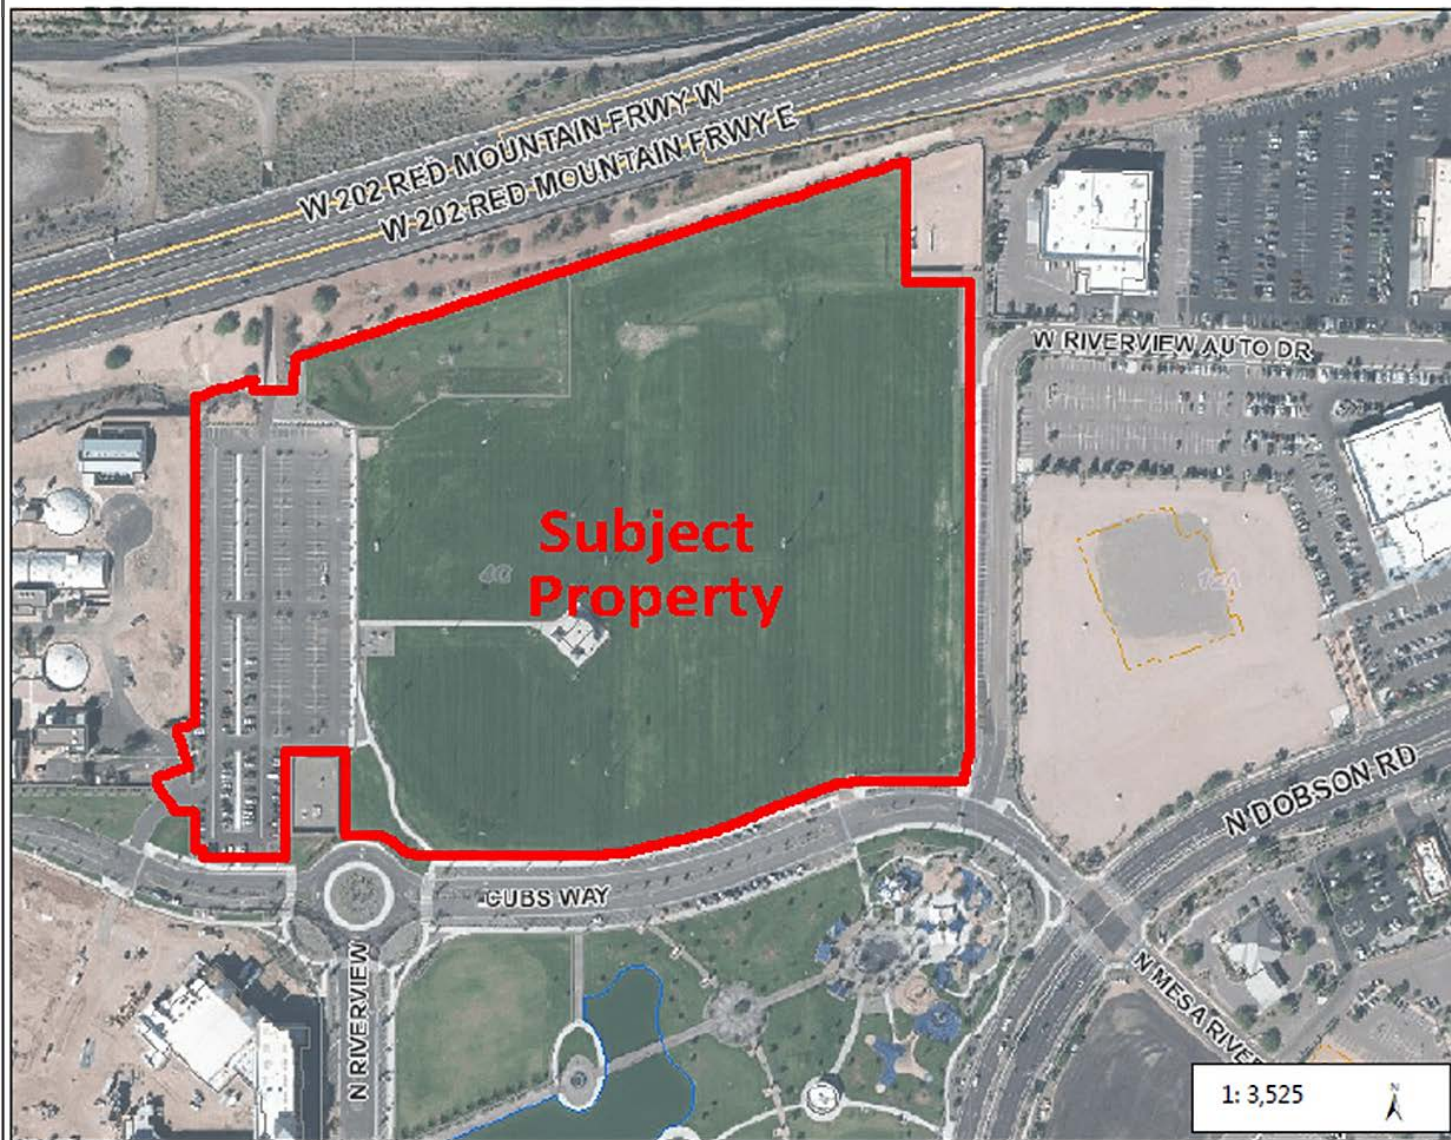 W 202 RED MOUNTAIN FRWY W
W 202 RED MOUNTAIN FRWY E
W RIVERVIEW AUTO DR
Subject
Property
N DOBSON RD
CUBS WAY
N RIVERVIEW
N MESA
1: 3,525
N